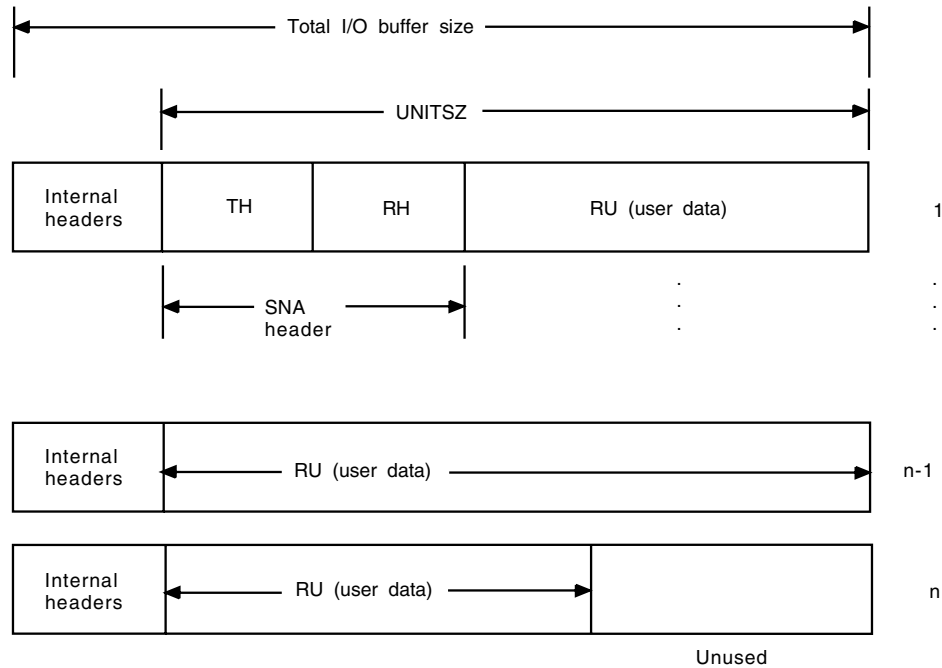 Total I/O buffer size
UNITSZ
Internal
headers
TH
RH
RU (user data)
1
SNA
header
.
.
.
.
.
.
Internal
headers
RU (user data)
n-1
Internal
headers
RU (user data)
n
Unused